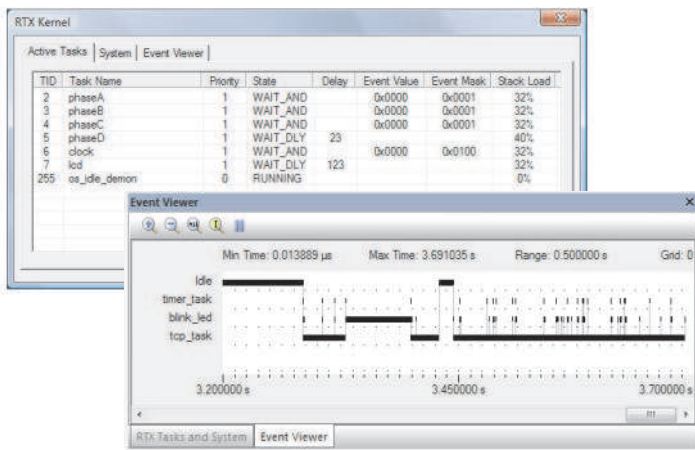 RTX Kernel
Active Tasks System Event Viewer
TID Task Name Priority State Delay Event Value Event Mask Stack Load
2 phaseA 1 WAIT_AND 0x0000 0x0001 32%
3 phaseB 1 WAIT_AND 0x0000 0x0001 32%
4 phaseC 1 WAIT_AND 0x0000 0x0001 32%
5 phaseD 1 WAIT_DLY 23 40%
6 clock 1 WAIT_AND 0x0000 0x0100 32%
7 lcd 1 WAIT_DLY 123 32%
255 os_idle_demon 0 RUNNING 0%
Event Viewer
Min Time: 0.013889 µs Max Time: 3.691035 s Range: 0.500000 s Grid: 0
Idle
timer_task
blink_led
tcp_task
3.200000 s 3.450000 s 3.700000 s
RTX Tasks and System Event Viewer